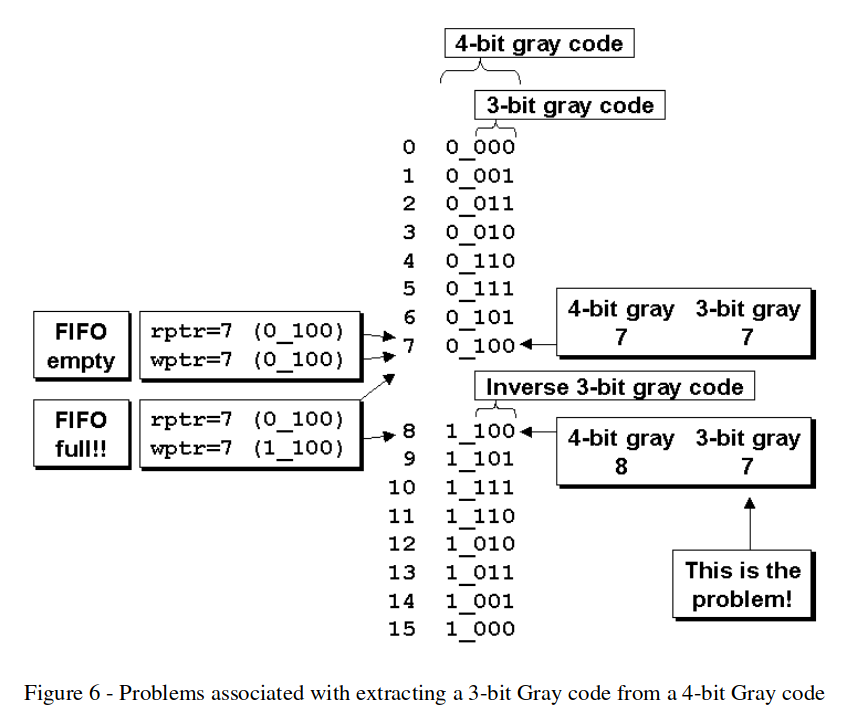 4-bit gray code
3-bit gray code
0 0_000
1 0_001
2 0_011
3 0_010
4 0_110
5 0_111
6 0_101
7 0_100
4-bit gray 3-bit gray
7 7
FIFO
empty
rptr=7 (0_100)
wptr=7 (0_100)
Inverse 3-bit gray code
FIFO
full!!
rptr=7 (0_100)
wptr=7 (1_100)
8 1_100
9 1_101
10 1_111
11 1_110
12 1_010
13 1_011
14 1_001
15 1_000
4-bit gray 3-bit gray
8 7
This is the
problem!
Figure 6 - Problems associated with extracting a 3-bit Gray code from a 4-bit Gray code